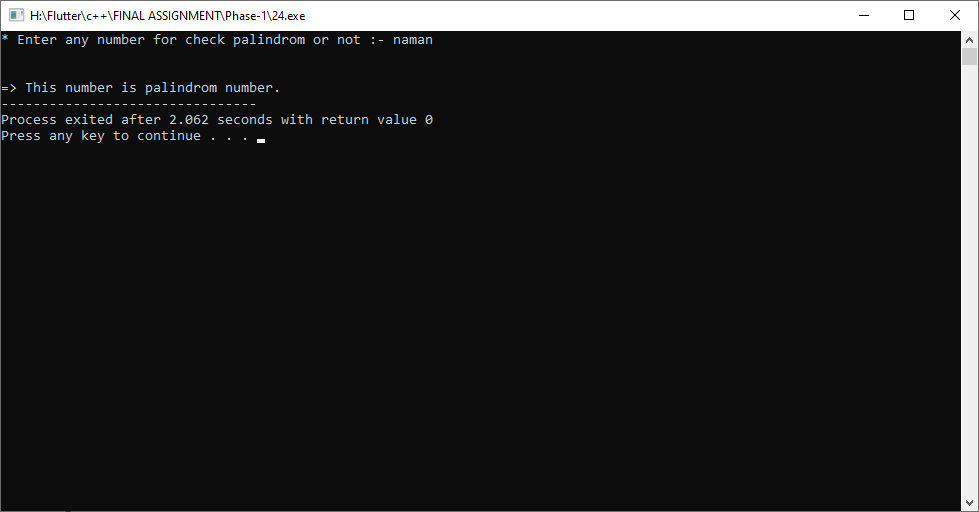 H:\Flutter\c++\FINAL ASSIGNMENT\Phase-1\24.exe
* Enter any number for check palindrom or not :- naman
=> This number is palindrom number.
--------------------------------
Process exited after 2.062 seconds with return value 0
Press any key to continue . . .